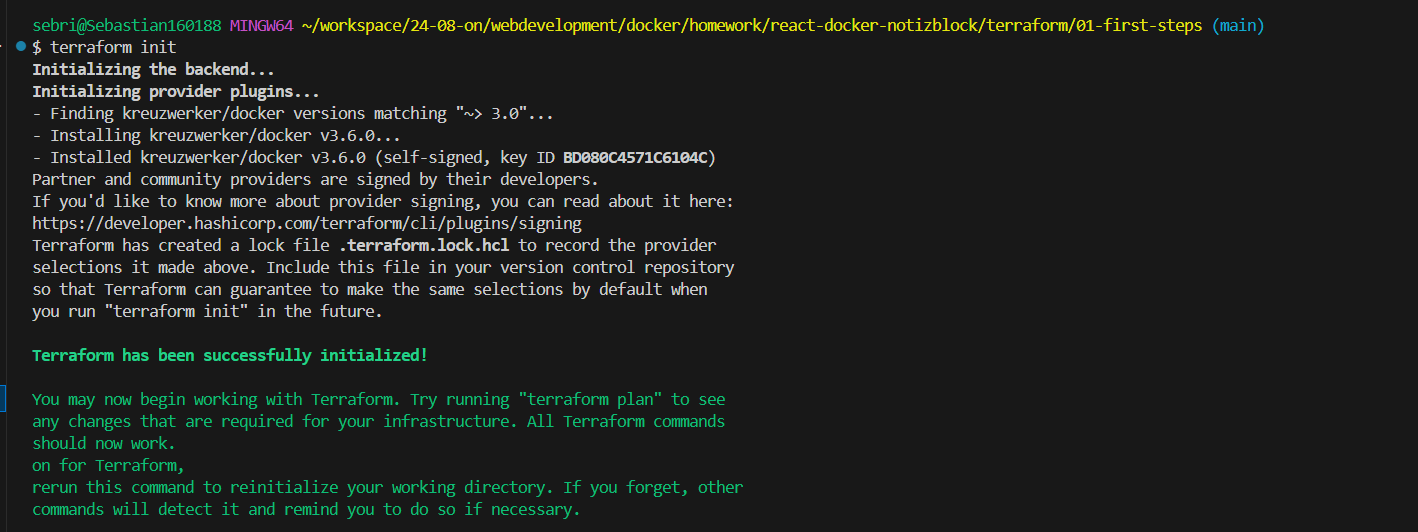 sebri@Sebastian160188 MINGW64 ~/workspace/24-08-on/webdevelopment/docker/homework/react-docker-notizblock/terraform/01-first-steps (main)
$ terraform init
Initializing the backend...
Initializing provider plugins...
- Finding kreuzwerker/docker versions matching "~> 3.0"...
- Installing kreuzwerker/docker v3.6.0...
- Installed kreuzwerker/docker v3.6.0 (self-signed, key ID BD080C4571C6104C)
Partner and community providers are signed by their developers.
If you'd like to know more about provider signing, you can read about it here:
https://developer.hashicorp.com/terraform/cli/plugins/signing
Terraform has created a lock file .terraform.lock.hcl to record the provider
selections it made above. Include this file in your version control repository
so that Terraform can guarantee to make the same selections by default when
you run "terraform init" in the future.
Terraform has been successfully initialized!
You may now begin working with Terraform. Try running "terraform plan" to see
any changes that are required for your infrastructure. All Terraform commands
should now work.
on for Terraform,
rerun this command to reinitialize your working directory. If you forget, other
commands will detect it and remind you to do so if necessary.